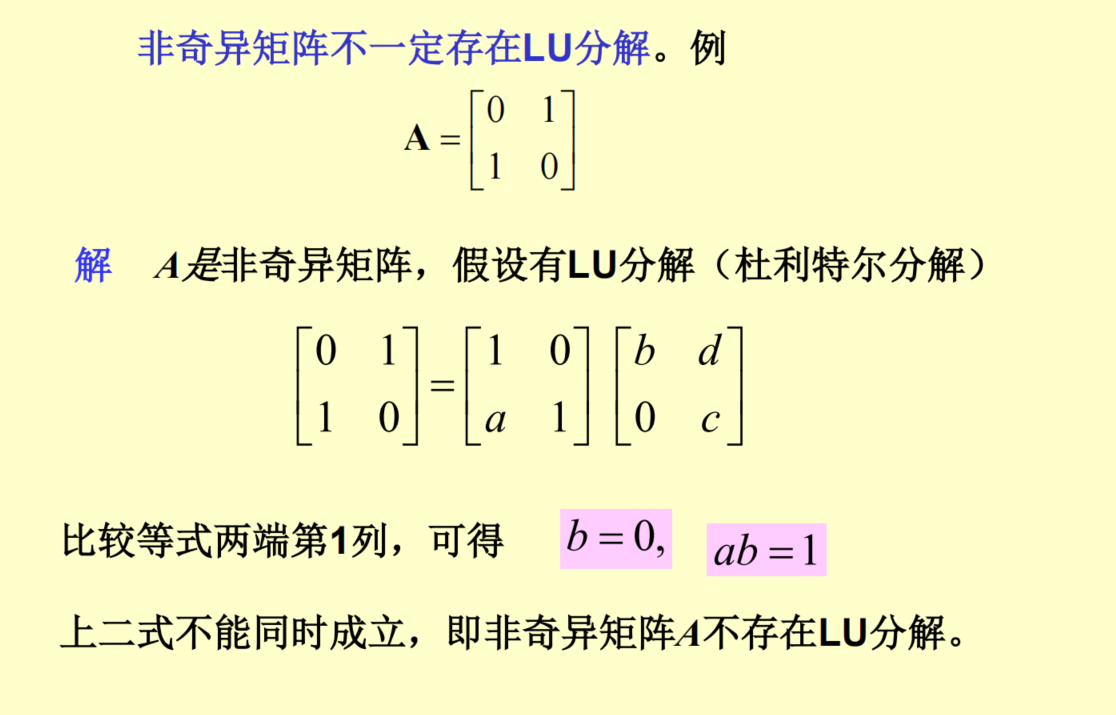 非奇异矩阵不一定存在LU分解。例
A = [0 1
1 0]
解 A是非奇异矩阵，假设有LU分解（杜利特尔分解）
[0 1] = [1 0] [b d]
[1 0] [a 1] [0 c]
比较等式两端第1列，可得 b = 0, ab = 1
上二式不能同时成立，即非奇异矩阵A不存在LU分解。